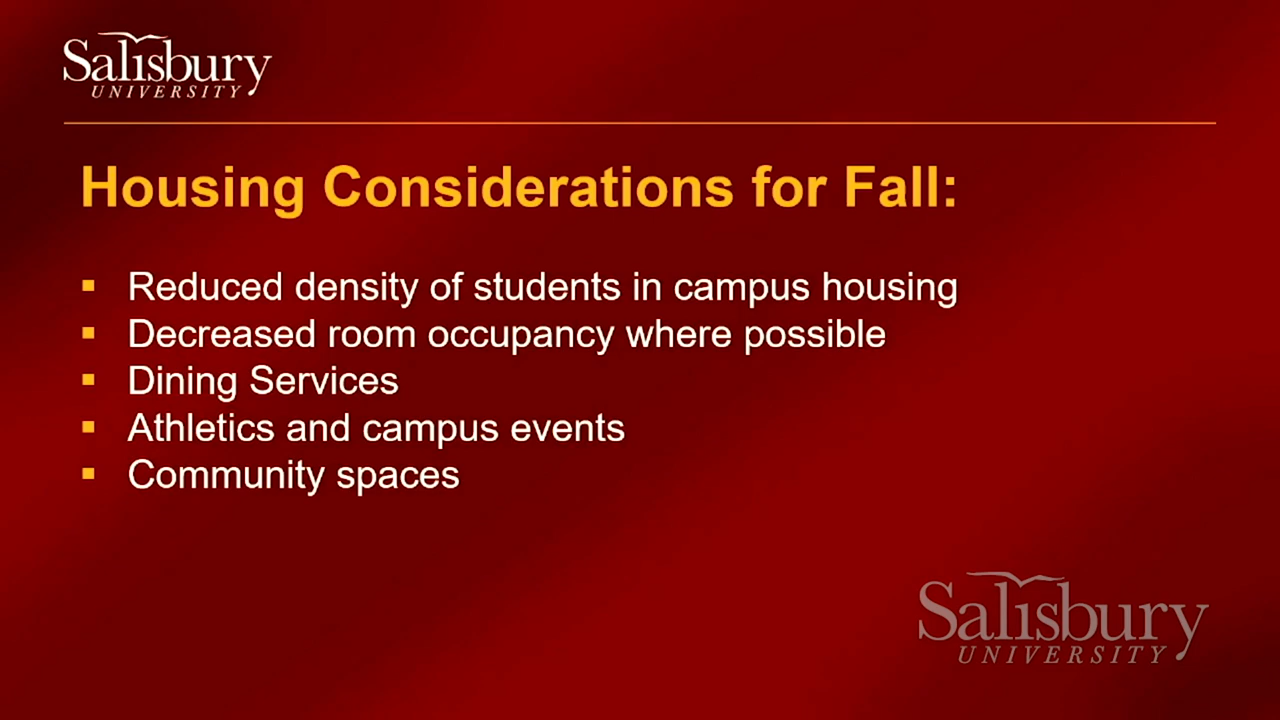 Salisbury
UNIVERSITY
Housing Considerations for Fall:
▪ Reduced density of students in campus housing
▪ Decreased room occupancy where possible
▪ Dining Services
▪ Athletics and campus events
▪ Community spaces
Salisbury
UNIVERSITY